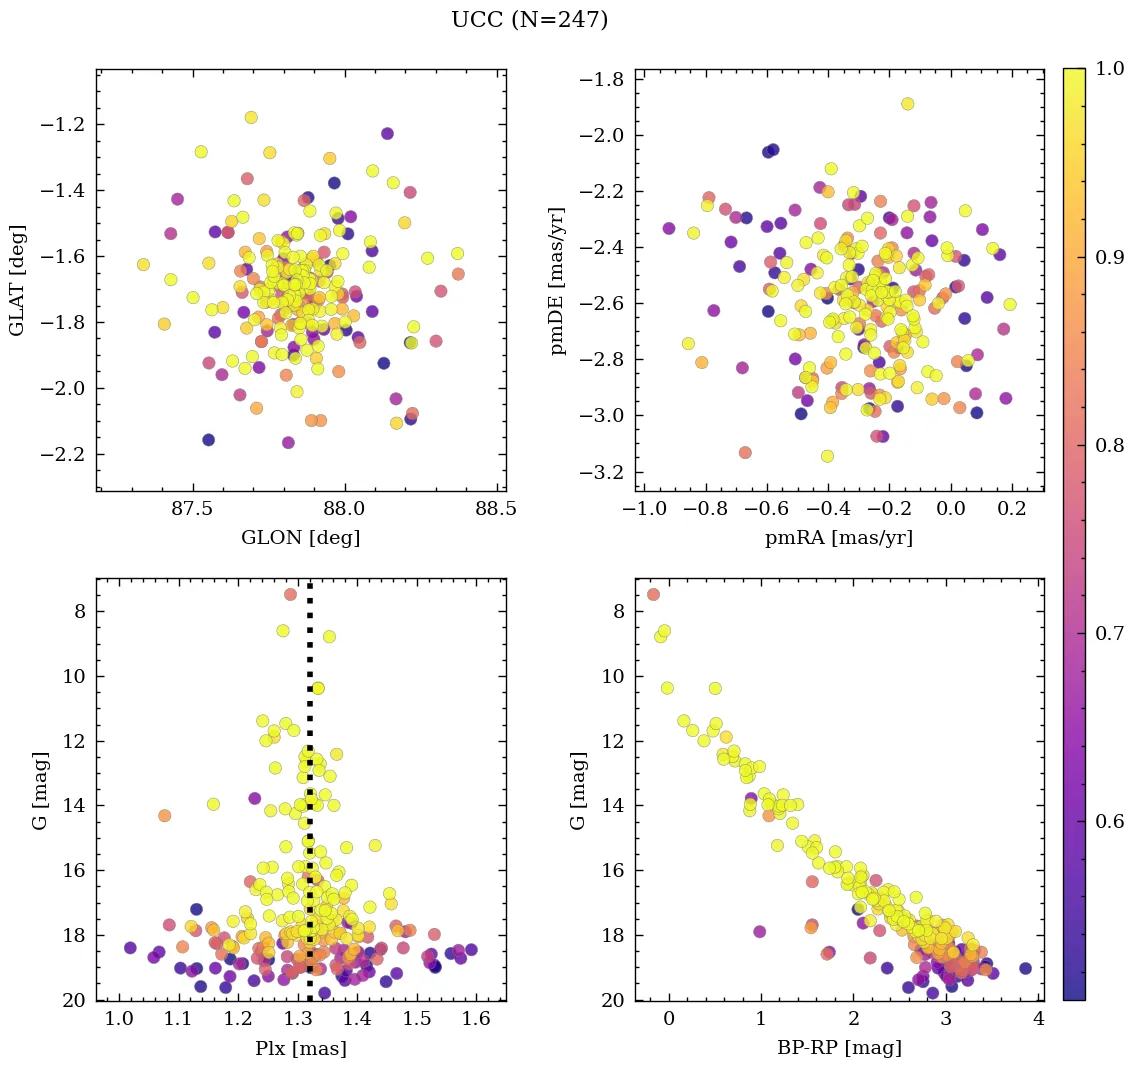 UCC (N=247)
−1.2
−1.4
−1.6
−1.8
−2.0
−2.2
GLAT [deg]
87.5 88.0 88.5
GLON [deg]
−1.8
−2.0
−2.2
−2.4
−2.6
−2.8
−3.0
−3.2
pmDE [mas/yr]
−1.0 −0.8 −0.6 −0.4 −0.2 0.0 0.2
pmRA [mas/yr]
8
10
12
14
16
18
20
G [mag]
1.0 1.1 1.2 1.3 1.4 1.5 1.6
Plx [mas]
8
10
12
14
16
18
20
G [mag]
0 1 2 3 4
BP-RP [mag]
1.0
0.9
0.8
0.7
0.6